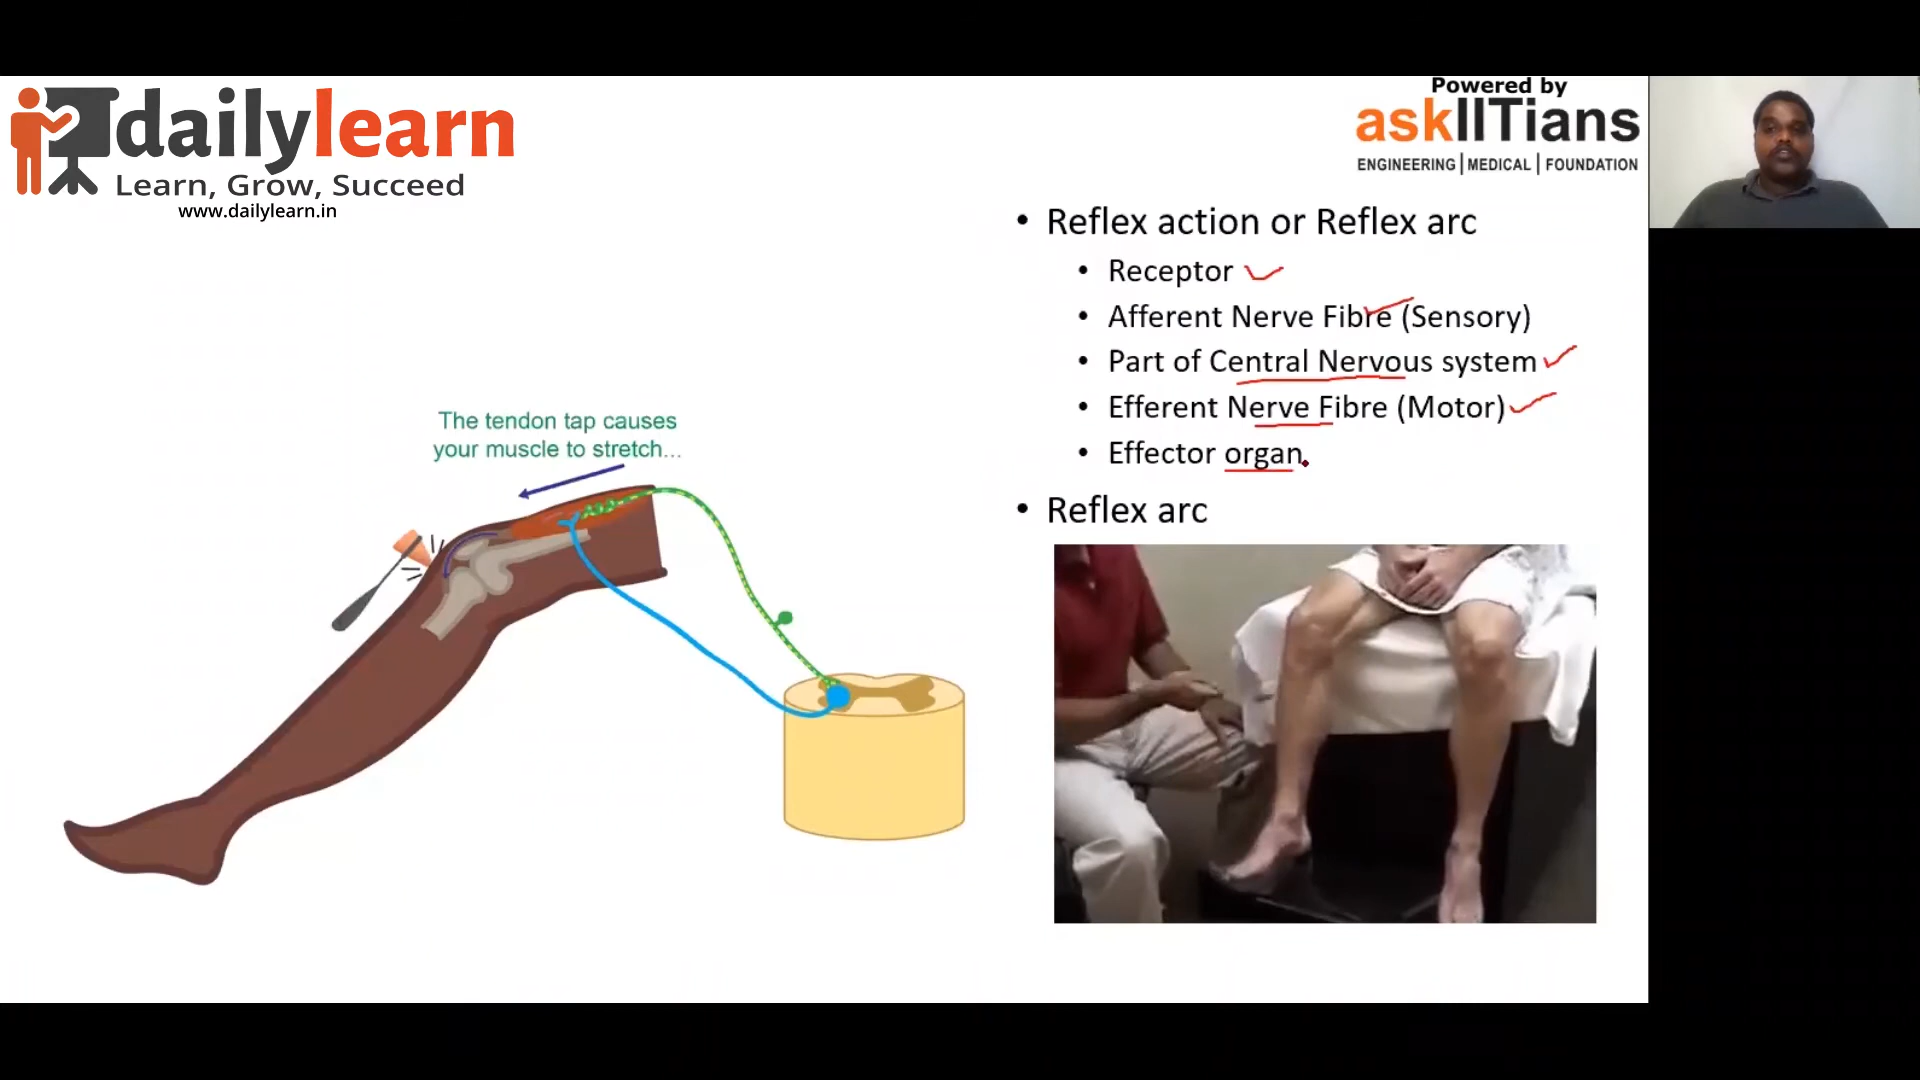 dailylearn
Learn, Grow, Succeed
www.dailylearn.in
Powered by
askIITians
ENGINEERING | MEDICAL | FOUNDATION
• Reflex action or Reflex arc
• Receptor
• Afferent Nerve Fibre (Sensory)
• Part of Central Nervous system
• Efferent Nerve Fibre (Motor)
• Effector organ
• Reflex arc
The tendon tap causes
your muscle to stretch...